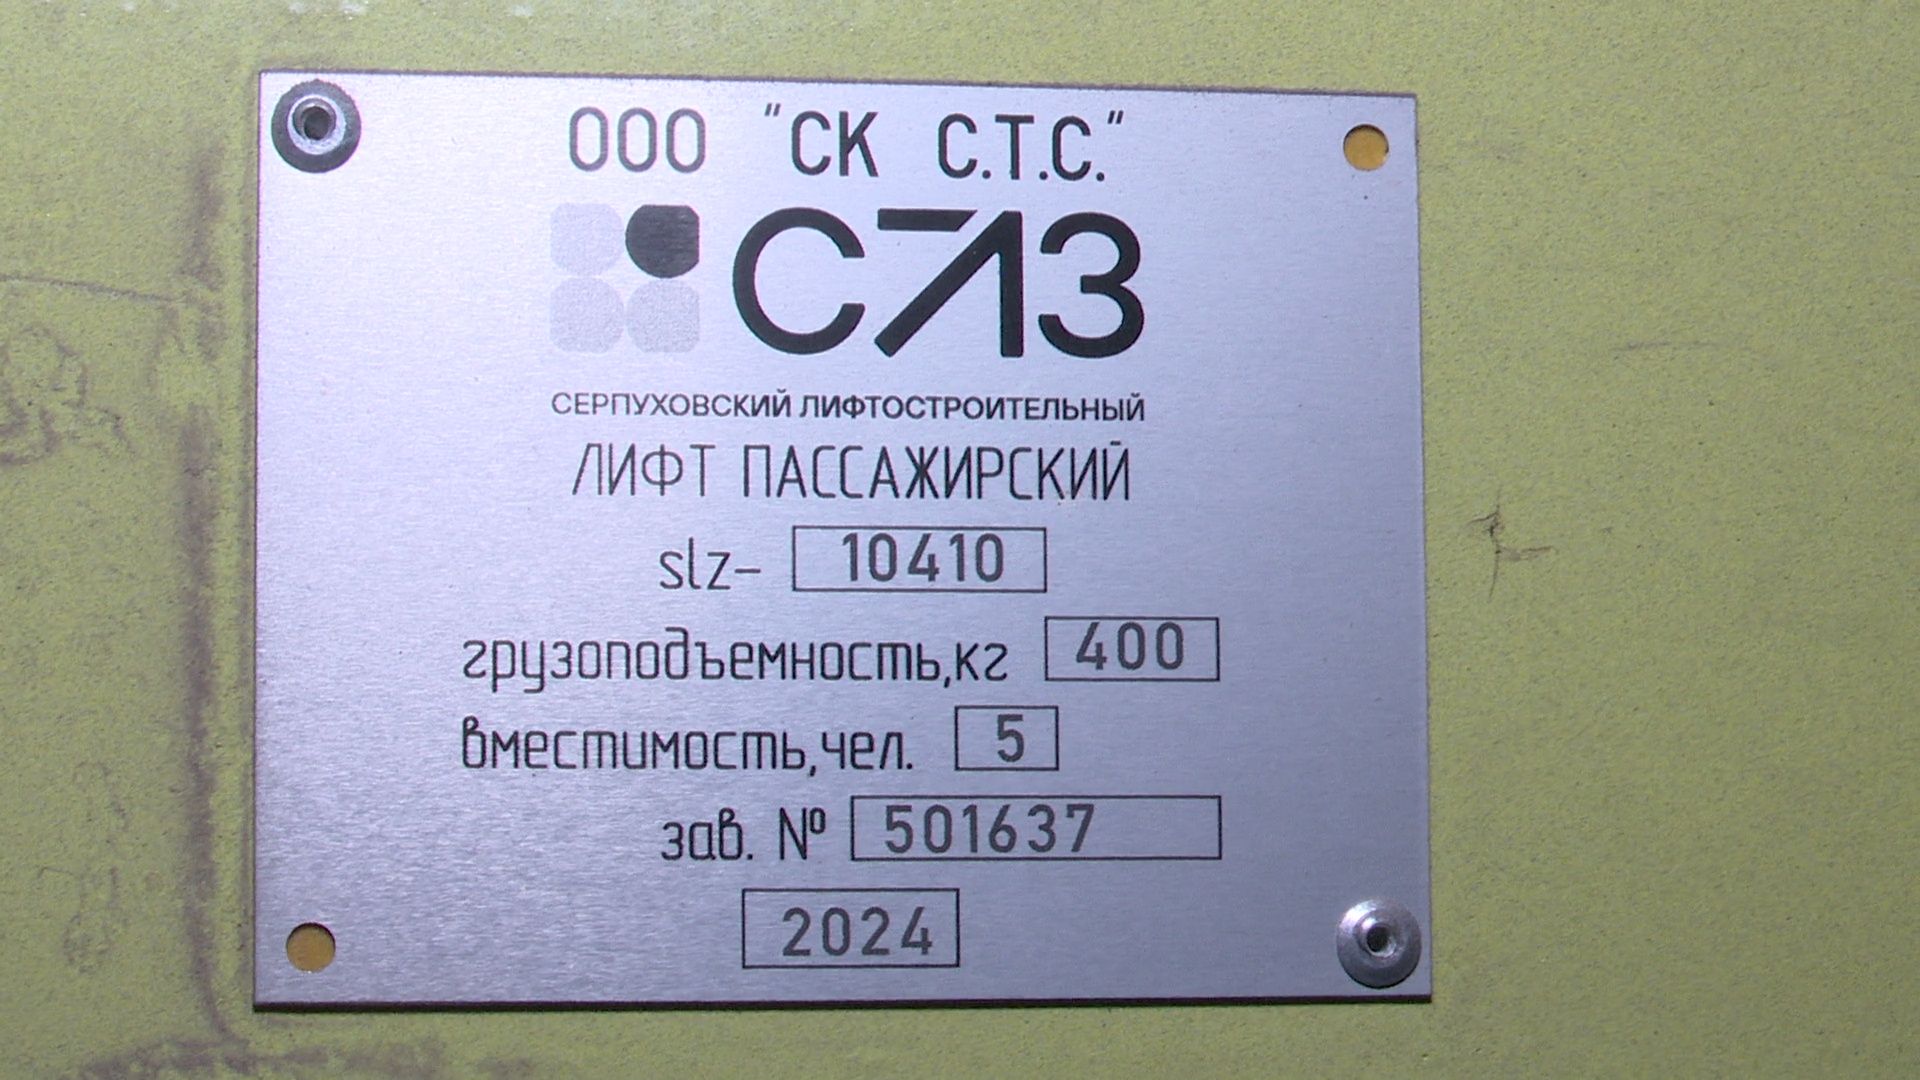 ООО "СК С.Т.С."
СЛЗ
СЕРПУХОВСКИЙ ЛИФТОСТРОИТЕЛЬНЫЙ
ЛИФТ ПАССАЖИРСКИЙ
slz- 10410
грузоподъемность,кг 400
вместимость,чел. 5
зав. № 501637
2024